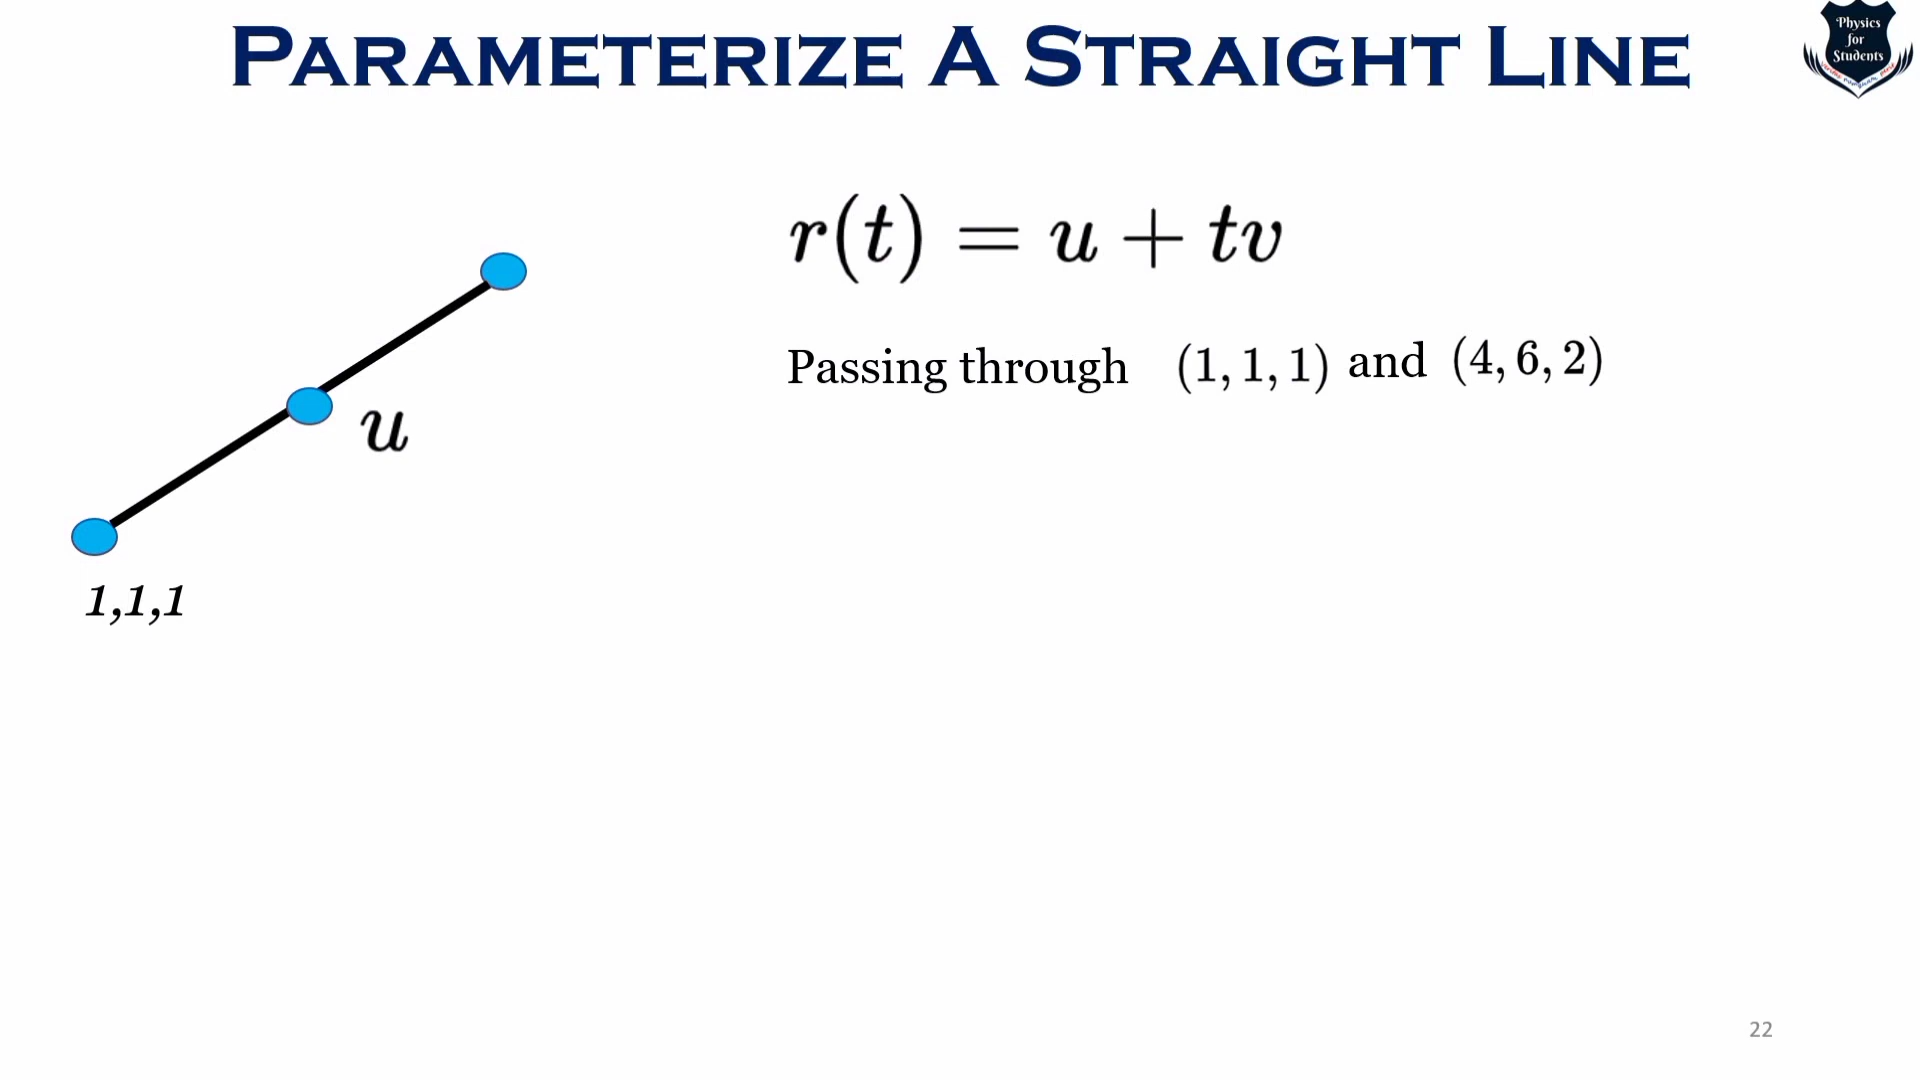 PARAMETERIZE A STRAIGHT LINE
Physics
for
Students
r(t) = u + tv
Passing through (1, 1, 1) and (4, 6, 2)
u
1,1,1
22